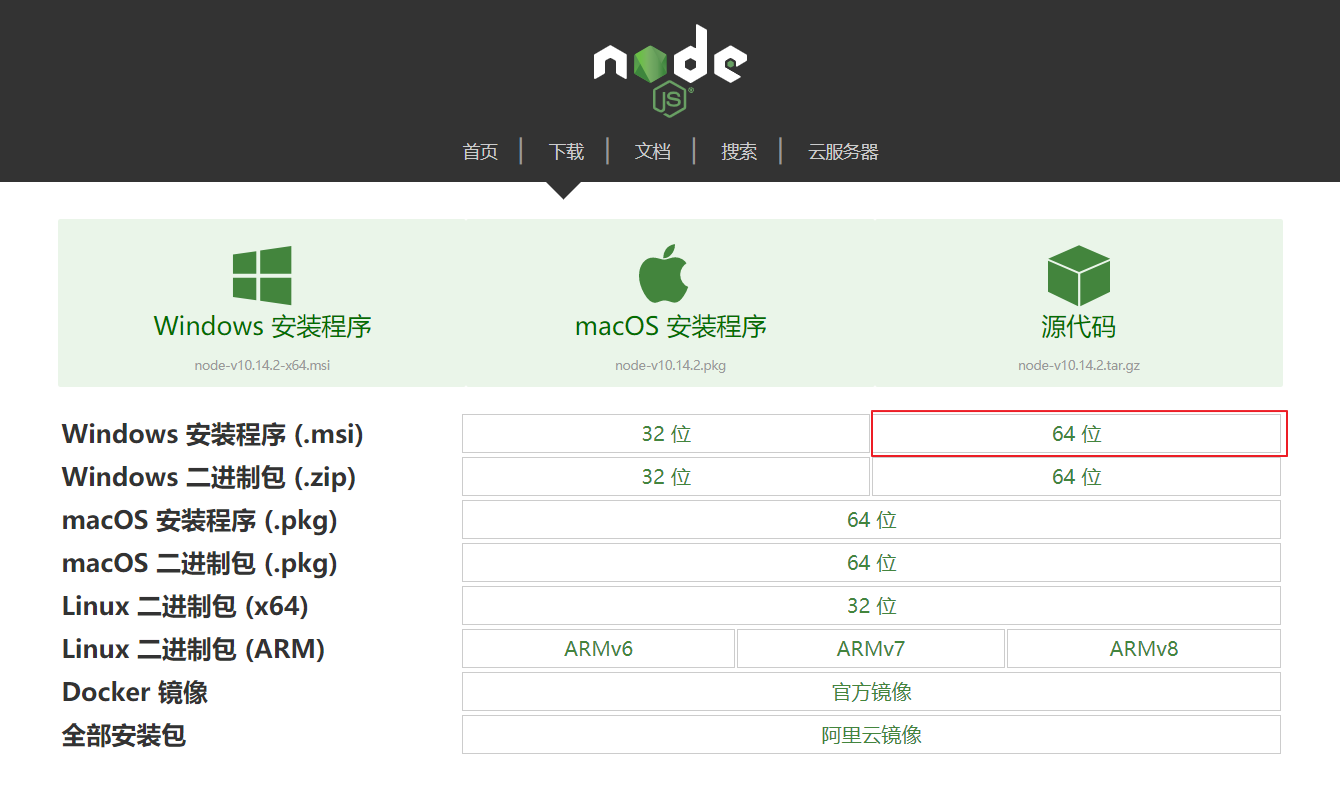 node
JS®
首页 | 下载 | 文档 | 搜索 | 云服务器
Windows 安装程序 macOS 安装程序 源代码
node-v10.14.2-x64.msi node-v10.14.2.pkg node-v10.14.2.tar.gz
Windows 安装程序 (.msi) 32 位 64 位
Windows 二进制包 (.zip) 32 位 64 位
macOS 安装程序 (.pkg) 64 位
macOS 二进制包 (.pkg) 64 位
Linux 二进制包 (x64) 32 位
Linux 二进制包 (ARM) ARMv6 ARMv7 ARMv8
Docker 镜像 官方镜像
全部安装包 阿里云镜像